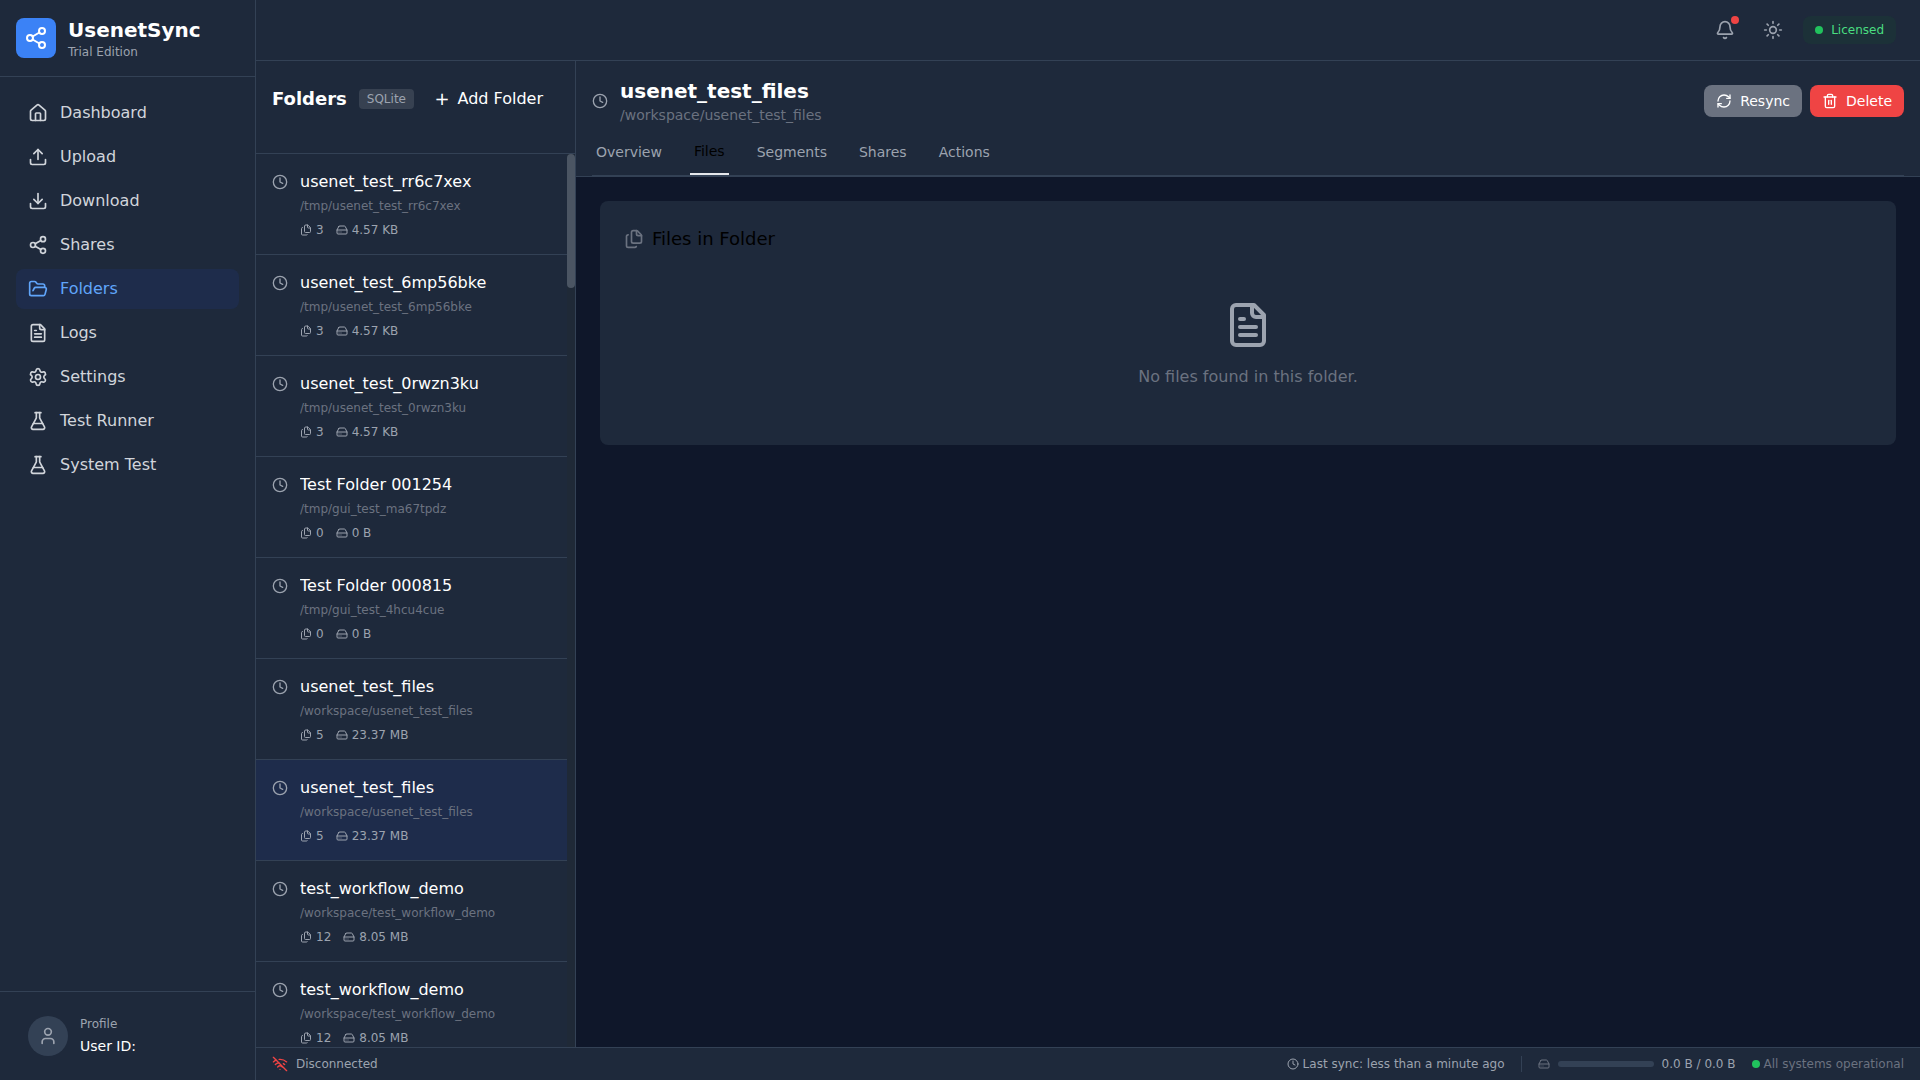 UsenetSync
Trial Edition
Dashboard
Upload
Download
Shares
Folders
Logs
Settings
Test Runner
System Test
Profile
User ID:
Licensed
Folders SQLite Add Folder
usenet_test_rr6c7xex
/tmp/usenet_test_rr6c7xex
3 4.57 KB
usenet_test_6mp56bke
/tmp/usenet_test_6mp56bke
3 4.57 KB
usenet_test_0rwzn3ku
/tmp/usenet_test_0rwzn3ku
3 4.57 KB
Test Folder 001254
/tmp/gui_test_ma67tpdz
0 0 B
Test Folder 000815
/tmp/gui_test_4hcu4cue
0 0 B
usenet_test_files
/workspace/usenet_test_files
5 23.37 MB
usenet_test_files
/workspace/usenet_test_files
5 23.37 MB
test_workflow_demo
/workspace/test_workflow_demo
12 8.05 MB
test_workflow_demo
/workspace/test_workflow_demo
12 8.05 MB
usenet_test_files
/workspace/usenet_test_files
Resync Delete
Overview Files Segments Shares Actions
Files in Folder
No files found in this folder.
Disconnected
Last sync: less than a minute ago 0.0 B / 0.0 B All systems operational